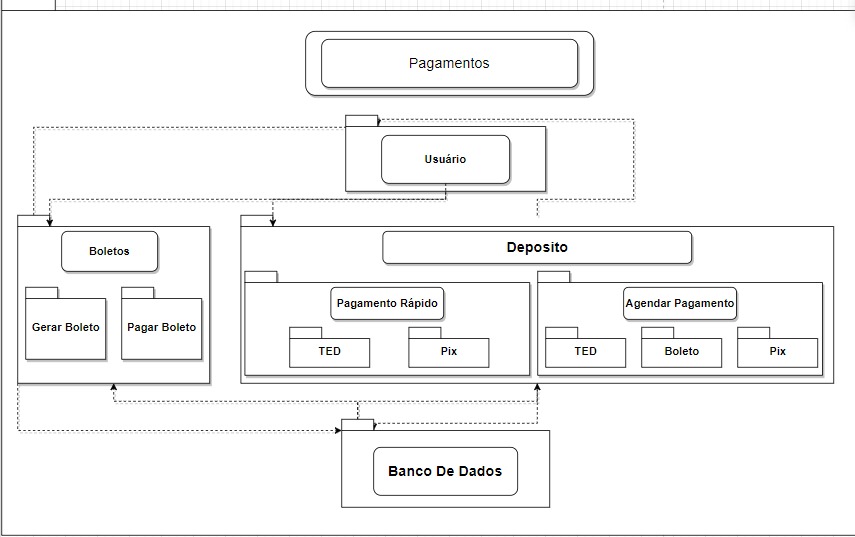 Pagamentos
Usuário
Boletos
Gerar Boleto
Pagar Boleto
Deposito
Pagamento Rápido
TED
Pix
Agendar Pagamento
TED
Boleto
Pix
Banco De Dados